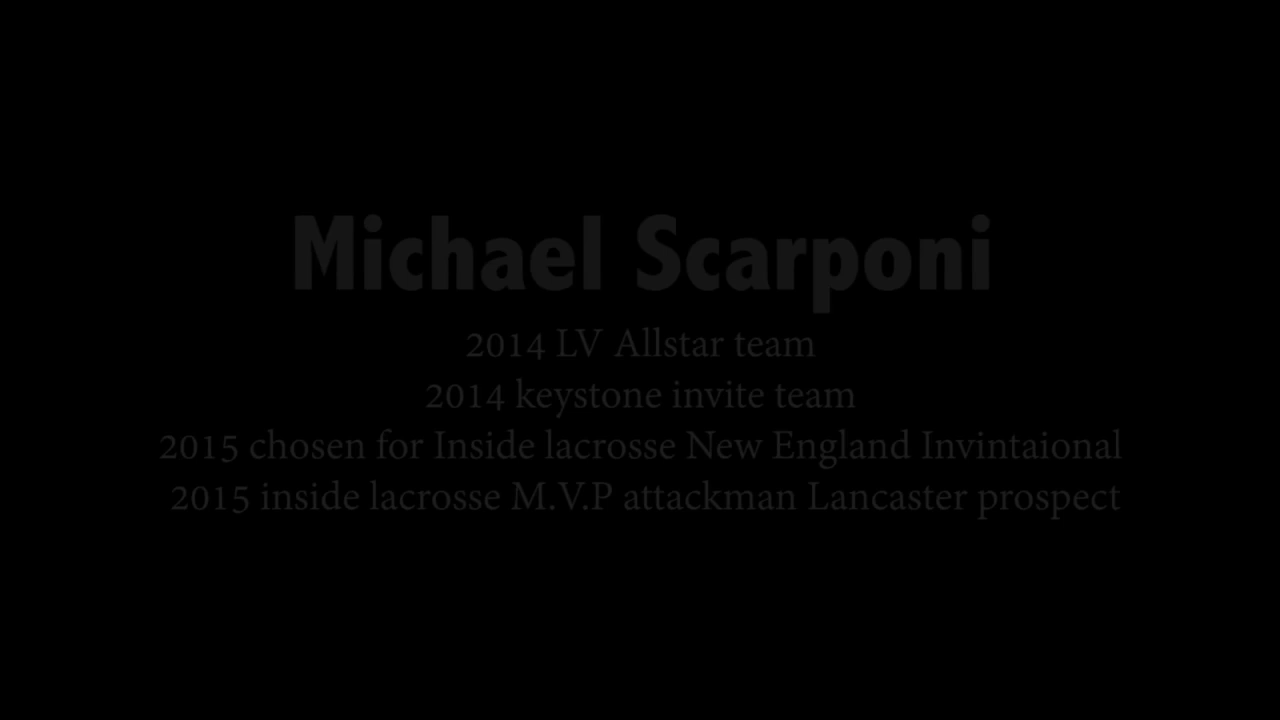 Michael Scarponi
2014 LV Allstar team
2014 keystone invite team
2015 chosen for Inside lacrosse New England Invintaional
2015 inside lacrosse M.V.P attackman Lancaster prospect